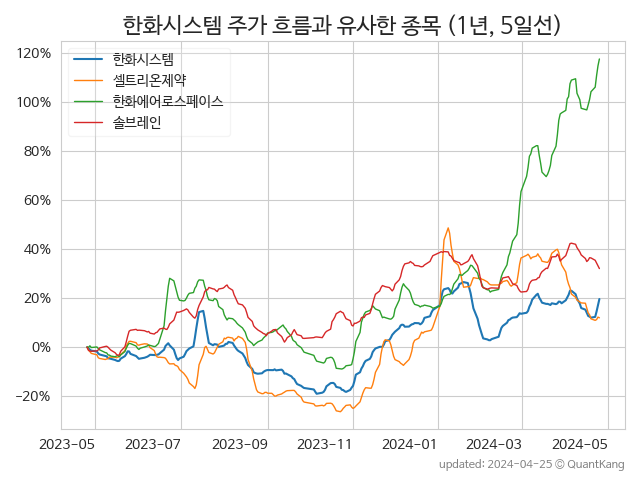 한화시스템 주가 흐름과 유사한 종목 (1년, 5일선)
한화시스템
셀트리온제약
한화에어로스페이스
솔브레인
120%
100%
80%
60%
40%
20%
0%
−20%
2023-05 2023-07 2023-09 2023-11 2024-01 2024-03 2024-05
updated: 2024-04-25 © QuantKang